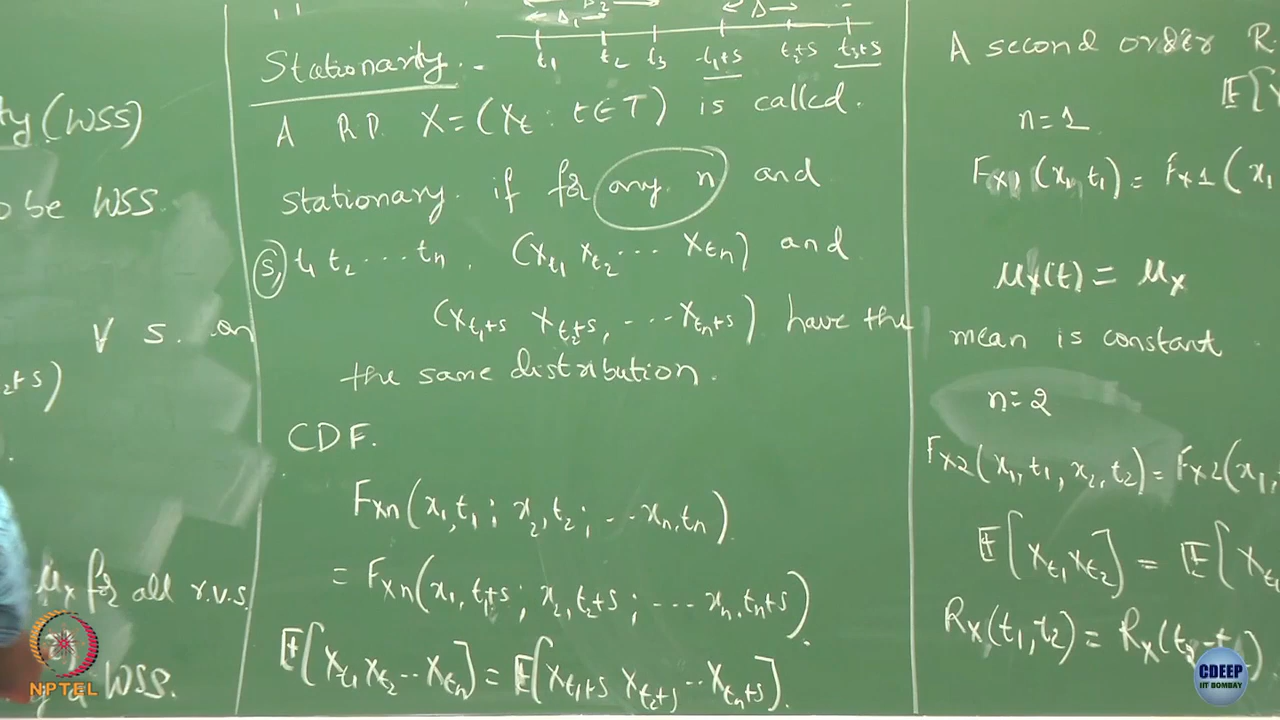 ty (WSS)
o be WSS.
∀ s. on
t₂+s)
μx for all r.v.s.
WSS.
Δ₁ Δ₂ Δ
t₁ t₂ t₃ t₁+s t₂+s t₃+s
Stationarity.
A R.P. X = (Xt : t ∈ T) is called.
stationary. if for any n and
s, t₁ t₂ ... tn. (Xt₁ Xt₂ ... Xtn) and
(Xt₁+s Xt₂+s, ... Xtn+s) have the
the same distribution.
CDF.
FXn(x₁,t₁; x₂,t₂; ... xn,tn)
= FXn(x₁,t₁+s; x₂,t₂+s; ... xn,tn+s).
E[Xt₁ Xt₂ ... Xtn] = E[Xt₁+s Xt₂+s ... Xtn+s].
A second order R.
E[X
n=1
FX1(x₁,t₁) = FX1(x₁
μx(t) = μx
mean is constant
n=2
FX2(x₁,t₁,x₂,t₂) = FX2(x₁,
E[Xt₁ Xt₂] = E[Xt₁
Rx(t₁,t₂) = Rx(t₂-t
NPTEL
CDEEP
IIT BOMBAY